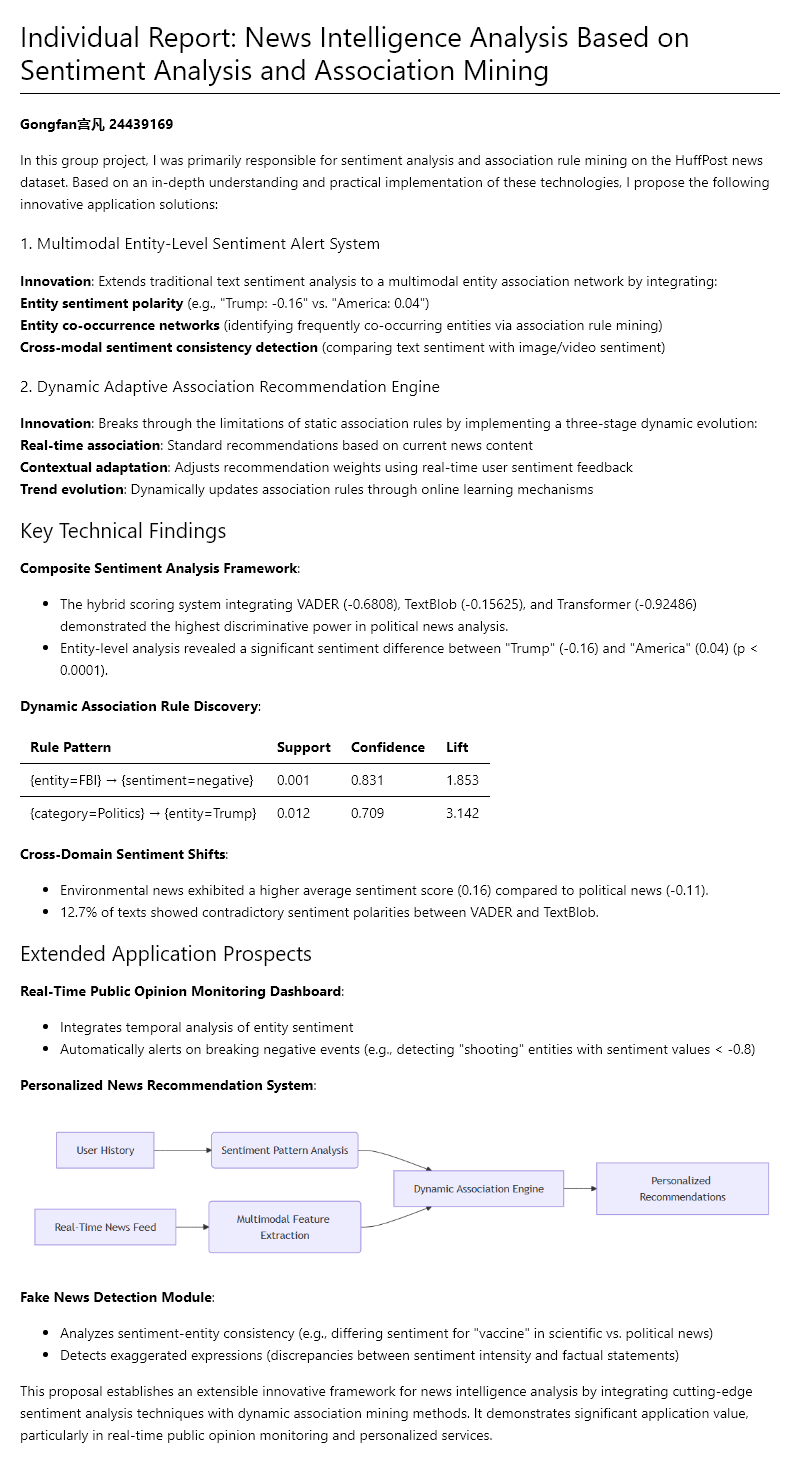 Individual Report: News Intelligence Analysis Based on
Sentiment Analysis and Association Mining
Gongfan宫凡 24439169
In this group project, I was primarily responsible for sentiment analysis and association rule mining on the HuffPost news
dataset. Based on an in-depth understanding and practical implementation of these technologies, I propose the following
innovative application solutions:
1. Multimodal Entity-Level Sentiment Alert System
Innovation: Extends traditional text sentiment analysis to a multimodal entity association network by integrating:
Entity sentiment polarity (e.g., "Trump: -0.16" vs. "America: 0.04")
Entity co-occurrence networks (identifying frequently co-occurring entities via association rule mining)
Cross-modal sentiment consistency detection (comparing text sentiment with image/video sentiment)
2. Dynamic Adaptive Association Recommendation Engine
Innovation: Breaks through the limitations of static association rules by implementing a three-stage dynamic evolution:
Real-time association: Standard recommendations based on current news content
Contextual adaptation: Adjusts recommendation weights using real-time user sentiment feedback
Trend evolution: Dynamically updates association rules through online learning mechanisms
Key Technical Findings
Composite Sentiment Analysis Framework:
• The hybrid scoring system integrating VADER (-0.6808), TextBlob (-0.15625), and Transformer (-0.92486)
demonstrated the highest discriminative power in political news analysis.
• Entity-level analysis revealed a significant sentiment difference between "Trump" (-0.16) and "America" (0.04) (p <
0.0001).
Dynamic Association Rule Discovery:
Rule Pattern Support Confidence Lift
{entity=FBI} → {sentiment=negative} 0.001 0.831 1.853
{category=Politics} → {entity=Trump} 0.012 0.709 3.142
Cross-Domain Sentiment Shifts:
• Environmental news exhibited a higher average sentiment score (0.16) compared to political news (-0.11).
• 12.7% of texts showed contradictory sentiment polarities between VADER and TextBlob.
Extended Application Prospects
Real-Time Public Opinion Monitoring Dashboard:
• Integrates temporal analysis of entity sentiment
• Automatically alerts on breaking negative events (e.g., detecting "shooting" entities with sentiment values < -0.8)
Personalized News Recommendation System:
User History
Sentiment Pattern Analysis
Real-Time News Feed
Multimodal Feature
Extraction
Dynamic Association Engine
Personalized
Recommendations
Fake News Detection Module:
• Analyzes sentiment-entity consistency (e.g., differing sentiment for "vaccine" in scientific vs. political news)
• Detects exaggerated expressions (discrepancies between sentiment intensity and factual statements)
This proposal establishes an extensible innovative framework for news intelligence analysis by integrating cutting-edge
sentiment analysis techniques with dynamic association mining methods. It demonstrates significant application value,
particularly in real-time public opinion monitoring and personalized services.